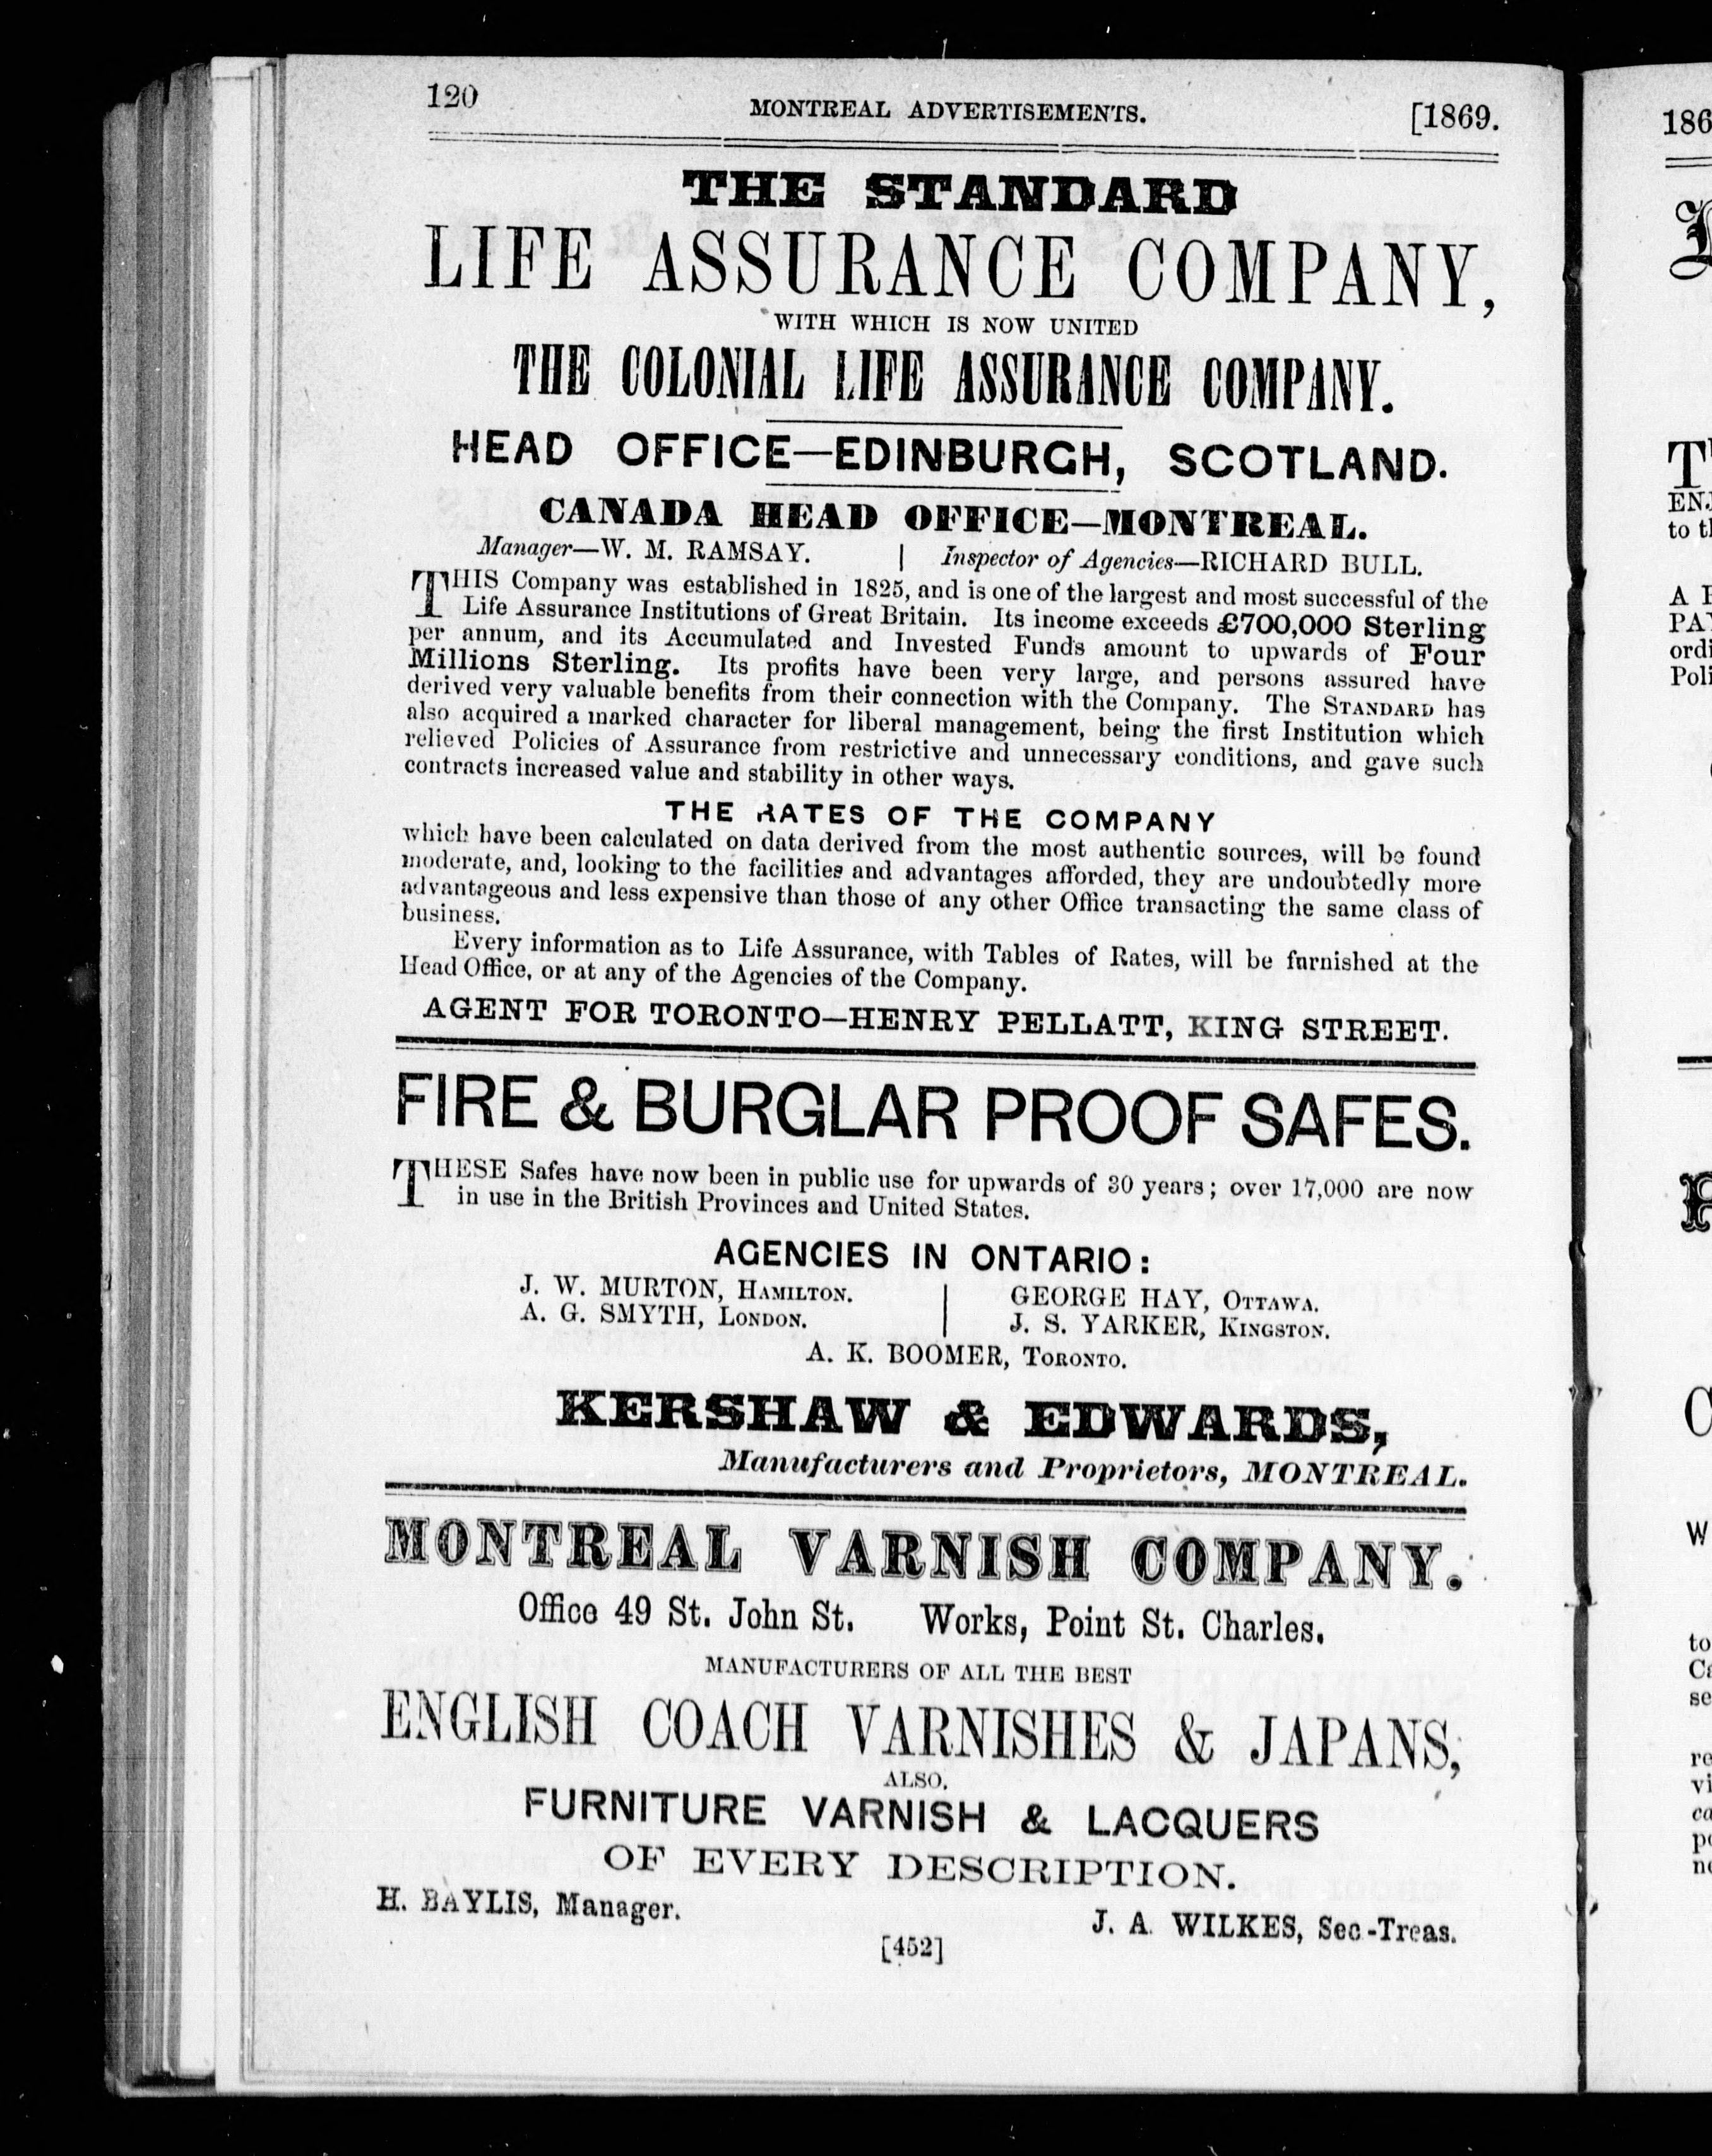 120
MONTREAL ADVERTISEMENTS.
[1869.
THE STANDARD
LIFE ASSURANCE COMPANY,
WITH WHICH IS NOW UNITED
THE COLONIAL LIFE ASSURANCE COMPANY.
HEAD OFFICE—EDINBURGH, SCOTLAND.
CANADA HEAD OFFICE—MONTREAL.
Manager—W. M. RAMSAY. | Inspector of Agencies—RICHARD BULL.
THIS Company was established in 1825, and is one of the largest and most successful of the
Life Assurance Institutions of Great Britain. Its income exceeds £700,000 Sterling
per annum, and its Accumulated and Invested Funds amount to upwards of Four
Millions Sterling. Its profits have been very large, and persons assured have
derived very valuable benefits from their connection with the Company. The STANDARD has
also acquired a marked character for liberal management, being the first Institution which
relieved Policies of Assurance from restrictive and unnecessary conditions, and gave such
contracts increased value and stability in other ways.
THE RATES OF THE COMPANY
which have been calculated on data derived from the most authentic sources, will be found
moderate, and, looking to the facilities and advantages afforded, they are undoubtedly more
advantageous and less expensive than those of any other Office transacting the same class of
business.
Every information as to Life Assurance, with Tables of Rates, will be furnished at the
Head Office, or at any of the Agencies of the Company.
AGENT FOR TORONTO—HENRY PELLATT, KING STREET.
FIRE & BURGLAR PROOF SAFES.
THESE Safes have now been in public use for upwards of 30 years; over 17,000 are now
in use in the British Provinces and United States.
AGENCIES IN ONTARIO:
J. W. MURTON, HAMILTON. | GEORGE HAY, OTTAWA.
A. G. SMYTH, LONDON. | J. S. YARKER, KINGSTON.
A. K. BOOMER, TORONTO.
KERSHAW & EDWARDS,
Manufacturers and Proprietors, MONTREAL.
MONTREAL VARNISH COMPANY.
Office 49 St. John St. Works, Point St. Charles.
MANUFACTURERS OF ALL THE BEST
ENGLISH COACH VARNISHES & JAPANS,
ALSO,
FURNITURE VARNISH & LACQUERS
OF EVERY DESCRIPTION.
H. BAYLIS, Manager.
J. A. WILKES, Sec.-Treas.
[452]